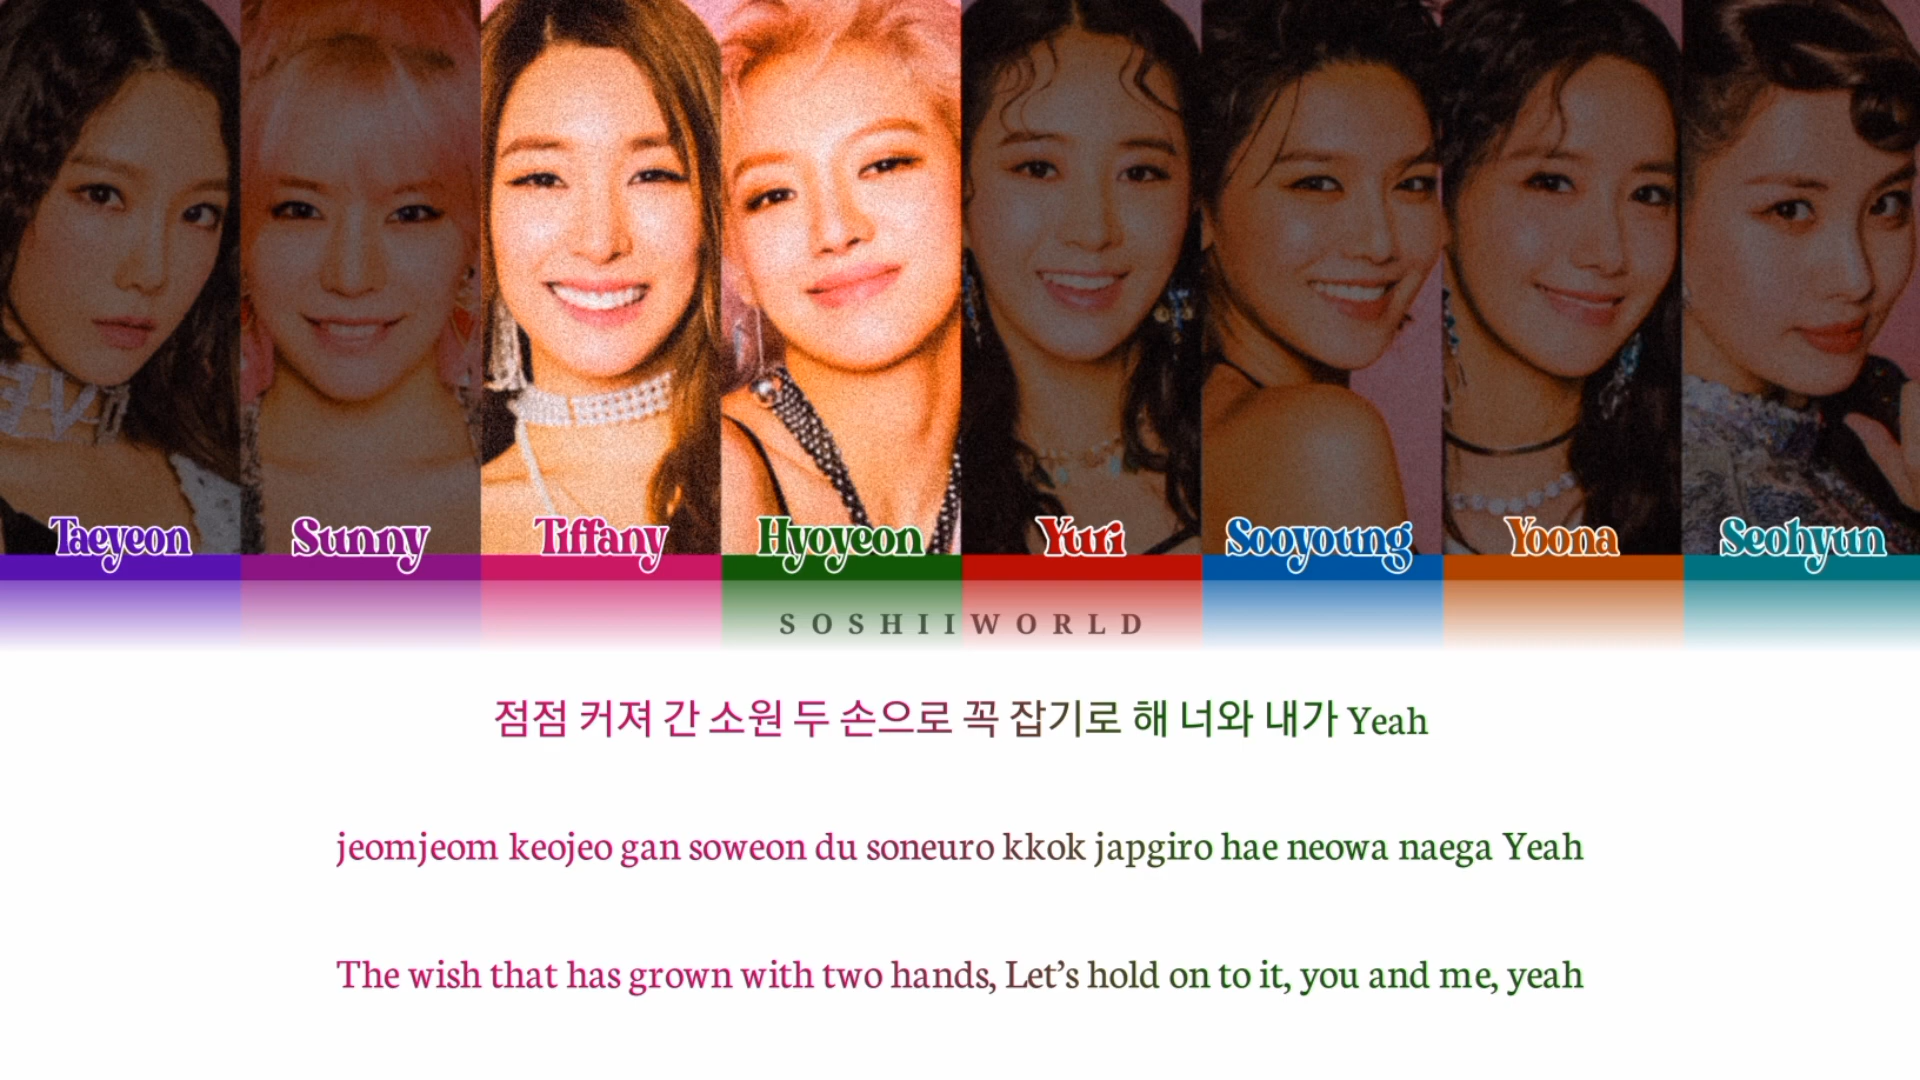 Taeyeon Sunny Tiffany Hyoyeon Yuri Sooyoung Yoona Seohyun
SOSHIIWORLD
점점 커져 간 소원 두 손으로 꼭 잡기로 해 너와 내가 Yeah
jeomjeom keojeo gan soweon du soneuro kkok japgiro hae neowa naega Yeah
The wish that has grown with two hands, Let’s hold on to it, you and me, yeah